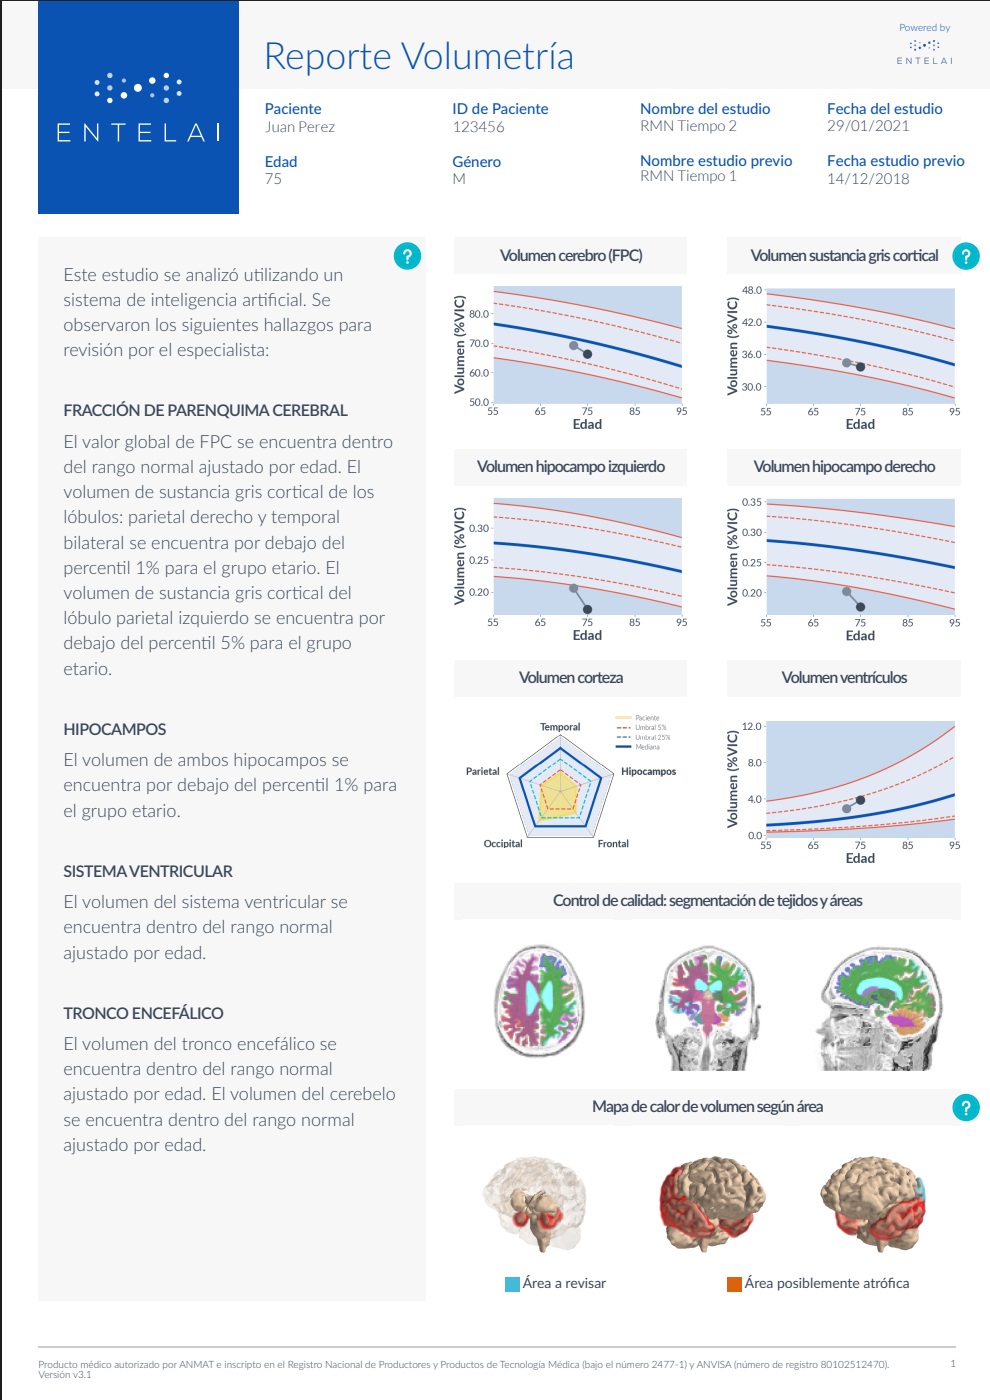 ENTELAI
Reporte Volumetría
Powered by
ENTELAI
Paciente
Juan Perez
ID de Paciente
123456
Nombre del estudio
RMN Tiempo 2
Fecha del estudio
29/01/2021
Edad
75
Género
M
Nombre estudio previo
RMN Tiempo 1
Fecha estudio previo
14/12/2018
?
Este estudio se analizó utilizando un
sistema de inteligencia artificial. Se
observaron los siguientes hallazgos para
revisión por el especialista:
FRACCIÓN DE PARENQUIMA CEREBRAL
El valor global de FPC se encuentra dentro
del rango normal ajustado por edad. El
volumen de sustancia gris cortical de los
lóbulos: parietal derecho y temporal
bilateral se encuentra por debajo del
percentil 1% para el grupo etario. El
volumen de sustancia gris cortical del
lóbulo parietal izquierdo se encuentra por
debajo del percentil 5% para el grupo
etario.
HIPOCAMPOS
El volumen de ambos hipocampos se
encuentra por debajo del percentil 1% para
el grupo etario.
SISTEMA VENTRICULAR
El volumen del sistema ventricular se
encuentra dentro del rango normal
ajustado por edad.
TRONCO ENCEFÁLICO
El volumen del tronco encefálico se
encuentra dentro del rango normal
ajustado por edad. El volumen del cerebelo
se encuentra dentro del rango normal
ajustado por edad.
Volumen cerebro (FPC)
Volumen (%VIC)
80.0
70.0
60.0
50.0
55 65 75 85 95
Edad
Volumen sustancia gris cortical
?
Volumen (%VIC)
48.0
42.0
36.0
30.0
55 65 75 85 95
Edad
Volumen hipocampo izquierdo
Volumen (%VIC)
0.30
0.25
0.20
55 65 75 85 95
Edad
Volumen hipocampo derecho
Volumen (%VIC)
0.35
0.30
0.25
0.20
55 65 75 85 95
Edad
Volumen corteza
Paciente
Umbral 5%
Umbral 25%
Mediana
Temporal
Parietal
Hipocampos
Occipital
Frontal
Volumen ventrículos
Volumen (%VIC)
12.0
8.0
4.0
0.0
55 65 75 85 95
Edad
Control de calidad: segmentación de tejidos y áreas
Mapa de calor de volumen según área
?
Área a revisar
Área posiblemente atrófica
Producto médico autorizado por ANMAT e inscripto en el Registro Nacional de Productores y Productos de Tecnología Médica (bajo el número 2477-1) y ANVISA (número de registro 80102512470).
Versión v3.1
1